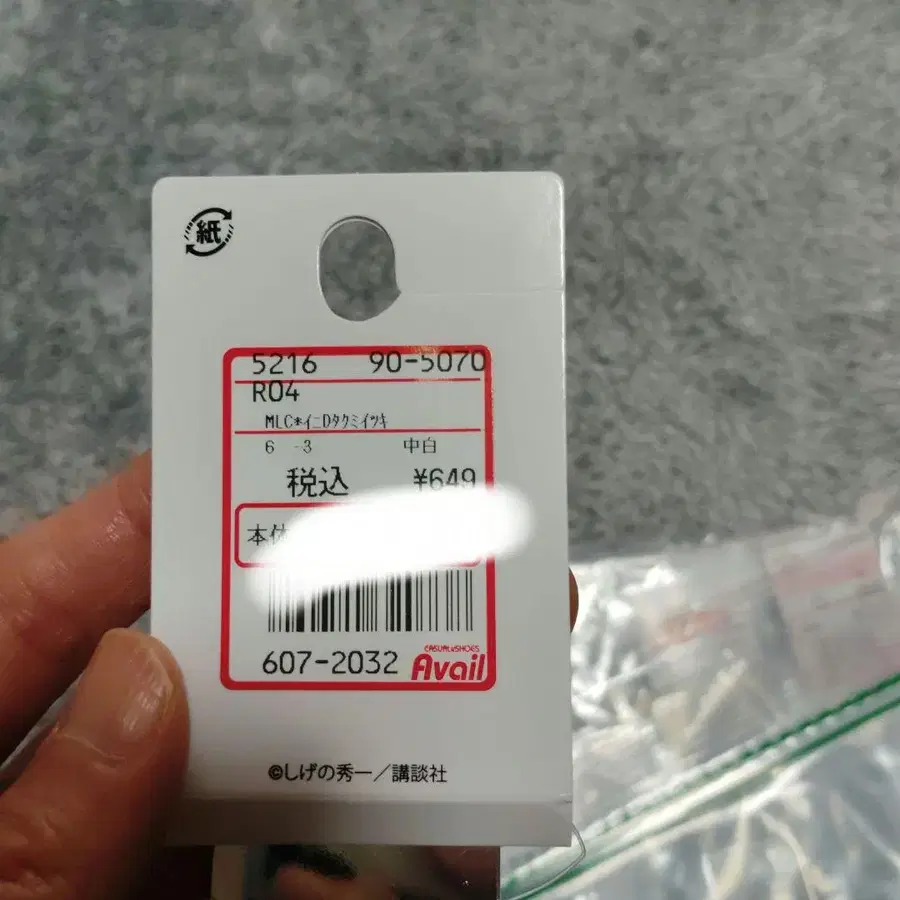 紙
5216 90-5070
R04
MLC*イニDタクミイツキ
6 -3 中白
税込 ¥649
本体
607-2032 CASUAL&SHOES Avail
©しげの秀一/講談社